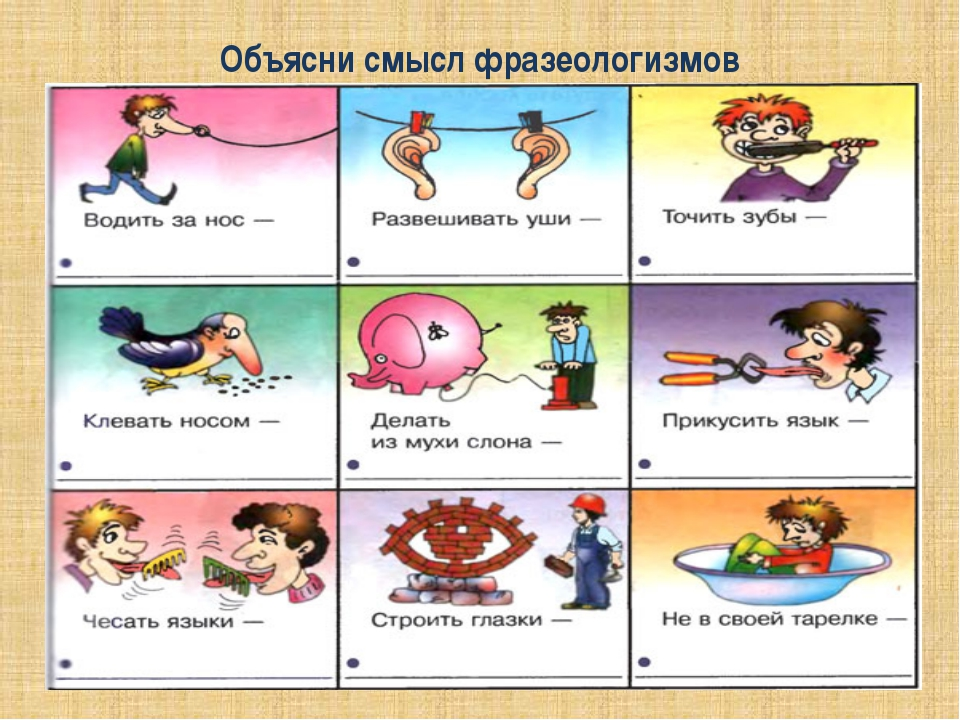 Объясни смысл фразеологизмов
Водить за нос —
Развешивать уши —
Точить зубы —
Клевать носом —
Делать
из мухи слона —
Прикусить язык —
Чесать языки —
Строить глазки —
Не в своей тарелке —